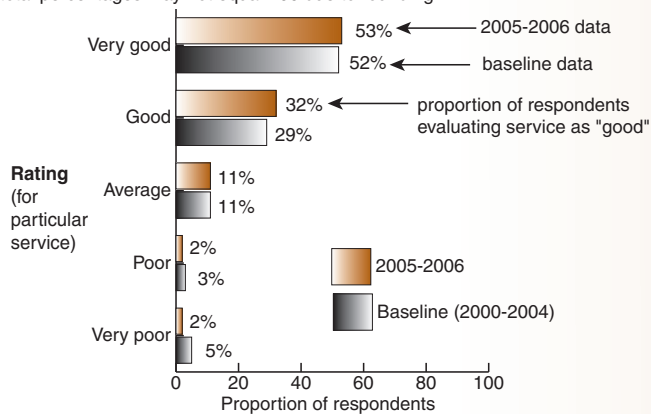 Very good
53%
2005-2006 data
52%
baseline data
Good
32%
proportion of respondents
evaluating service as "good"
29%
Rating
(for
particular
service)
Average
11%
11%
Poor
2%
3%
2005-2006
Baseline (2000-2004)
Very poor
2%
5%
0 20 40 60 80 100
Proportion of respondents